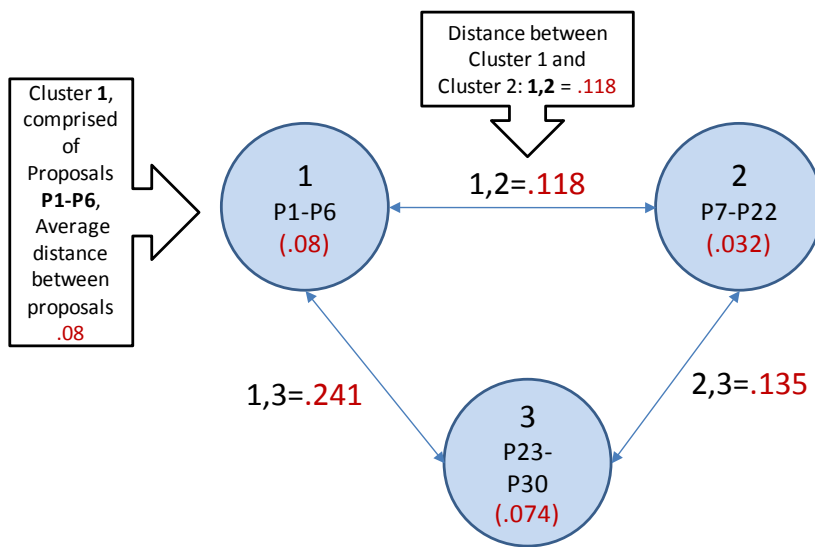 Distance between
Cluster 1 and
Cluster 2: 1,2 = .118
Cluster 1,
comprised
of
Proposals
P1-P6,
Average
distance
between
proposals
.08
1
P1-P6
(.08)
1,2=.118
2
P7-P22
(.032)
1,3=.241
2,3=.135
3
P23-
P30
(.074)